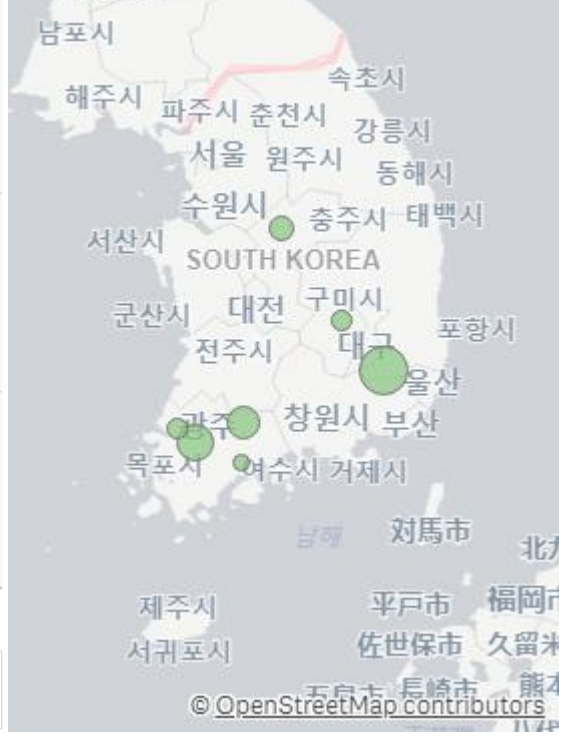 남포시
속초시
해주시
파주시 춘천시
강릉시
서울 원주시
동해시
수원시
충주시 태백시
서산시
SOUTH KOREA
구미시
군산시 대전
포항시
대구
전주시
울산
광주 창원시 부산
목포시 여수시 거제시
남해
対馬市
제주시 平戸市 福岡市
서귀포시 佐世保市 久留米
長崎市
© OpenStreetMap contributors